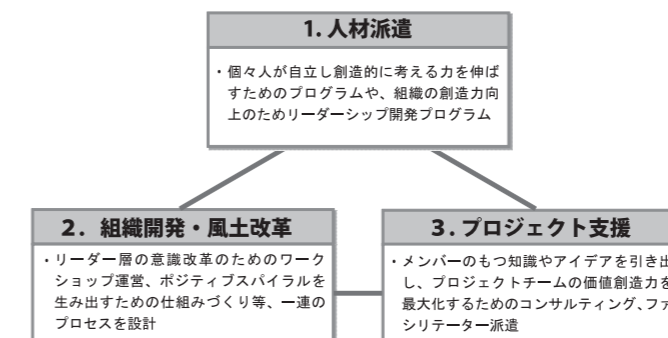 1. 人材派遣
・個々人が自立し創造的に考える力を伸ば
すためのプログラムや、組織の創造力向
上のためリーダーシップ開発プログラム
2. 組織開発・風土改革
・リーダー層の意識改革のためのワーク
ショップ運営、ポジティブスパイラルを
生み出すための仕組みづくり等、一連の
プロセスを設計
3. プロジェクト支援
・メンバーのもつ知識やアイデアを引き出
し、プロジェクトチームの価値創造力を
最大化するためのコンサルティング、ファ
シリテーター派遣